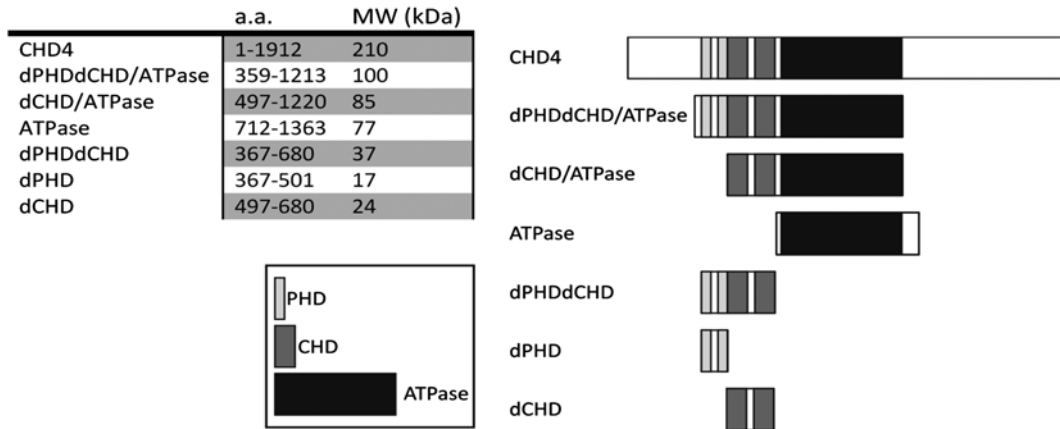 a.a. MW (kDa)
CHD4 1-1912 210
dPHDdCHD/ATPase 359-1213 100
dCHD/ATPase 497-1220 85
ATPase 712-1363 77
dPHDdCHD 367-680 37
dPHD 367-501 17
dCHD 497-680 24
PHD
CHD
ATPase
CHD4
dPHDdCHD/ATPase
dCHD/ATPase
ATPase
dPHDdCHD
dPHD
dCHD